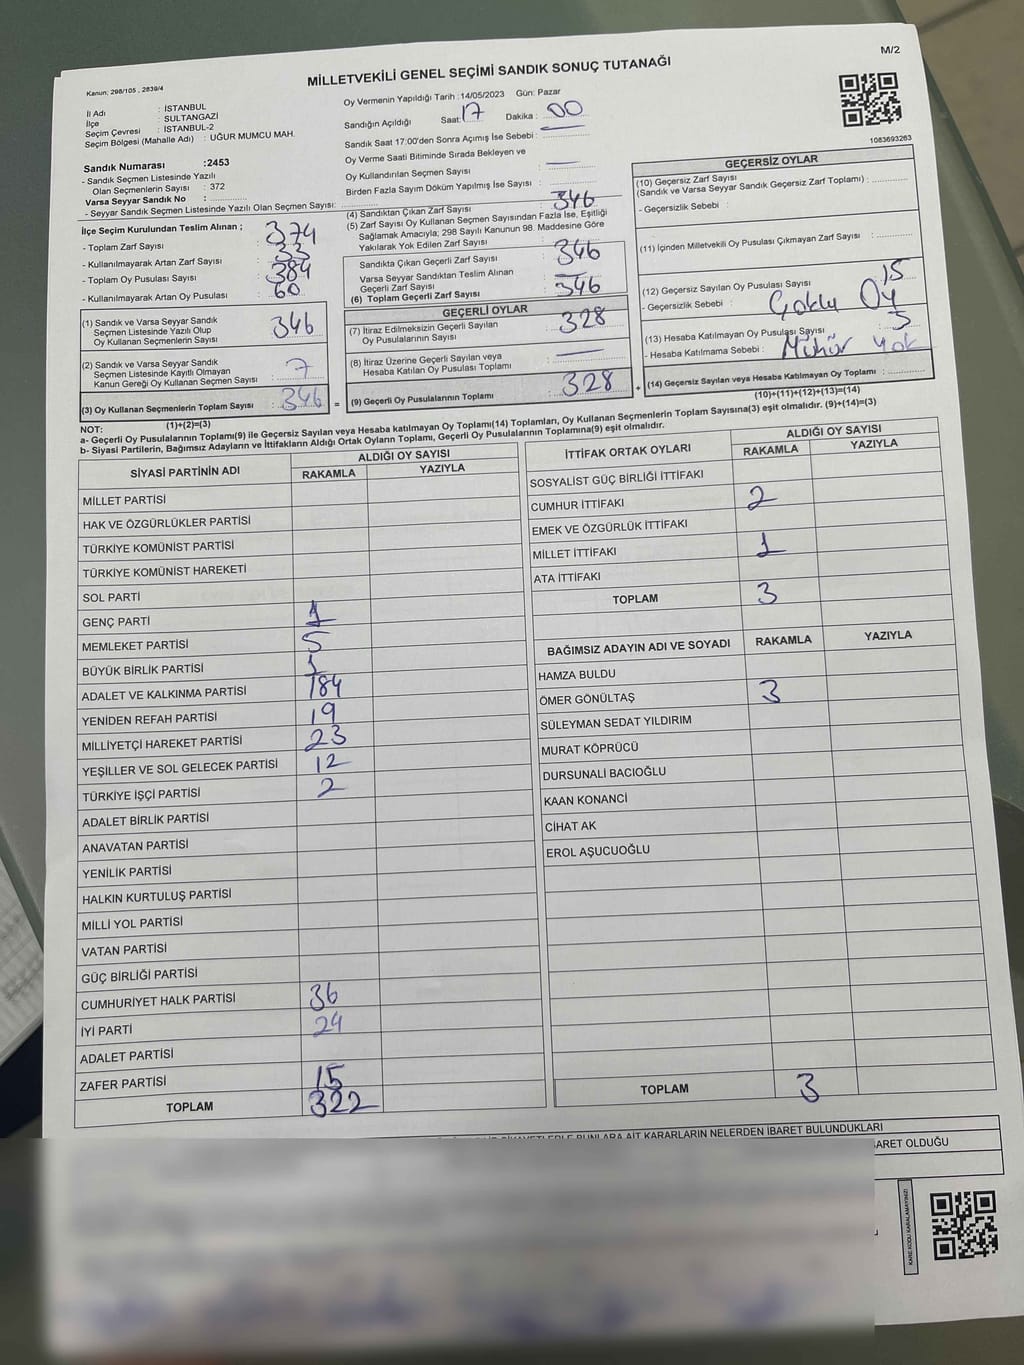 M/2
Kanun: 298/105 , 2839/4
MİLLETVEKİLİ GENEL SEÇİMİ SANDIK SONUÇ TUTANAĞI
İl Adı : İSTANBUL
İlçe : SULTANGAZİ
Seçim Çevresi : İSTANBUL-2
Seçim Bölgesi (Mahalle Adı) : UĞUR MUMCU MAH.
Sandık Numarası :2453
- Sandık Seçmen Listesinde Yazılı
Olan Seçmenlerin Sayısı : 372
Varsa Seyyar Sandık No :
- Seyyar Sandık Seçmen Listesinde Yazılı Olan Seçmen Sayısı:
İlçe Seçim Kurulundan Teslim Alınan ;
- Toplam Zarf Sayısı : 374
- Kullanılmayarak Artan Zarf Sayısı : 33
- Toplam Oy Pusulası Sayısı : 384
- Kullanılmayarak Artan Oy Pusulası : 60
(1) Sandık ve Varsa Seyyar Sandık
Seçmen Listesinde Yazılı Olup
Oy Kullanan Seçmenlerin Sayısı : 346
(2) Sandık ve Varsa Seyyar Sandık
Seçmen Listesinde Kayıtlı Olmayan
Kanun Gereği Oy Kullanan Seçmen Sayısı : 7
(3) Oy Kullanan Seçmenlerin Toplam Sayısı : 346 =
(1)+(2)=(3)
Oy Vermenin Yapıldığı Tarih :14/05/2023 Gün: Pazar
Sandığın Açıldığı Saat: 17 Dakika : 00
Sandık Saat 17:00'den Sonra Açılmış İse Sebebi :
Oy Verme Saati Bitiminde Sırada Bekleyen ve
Oy Kullandırılan Seçmen Sayısı :
Birden Fazla Sayım Döküm Yapılmış İse Sayısı :
(4) Sandıktan Çıkan Zarf Sayısı : 346
(5) Zarf Sayısı Oy Kullanan Seçmen Sayısından Fazla İse, Eşitliği
Sağlamak Amacıyla; 298 Sayılı Kanunun 98. Maddesine Göre
Yakılarak Yok Edilen Zarf Sayısı :
Sandıkta Çıkan Geçerli Zarf Sayısı : 346
Varsa Seyyar Sandıktan Teslim Alınan
Geçerli Zarf Sayısı :
(6) Toplam Geçerli Zarf Sayısı : 346
GEÇERLİ OYLAR
(7) İtiraz Edilmeksizin Geçerli Sayılan
Oy Pusulalarının Sayısı : 328
(8) İtiraz Üzerine Geçerli Sayılan veya
Hesaba Katılan Oy Pusulası Toplamı :
(9) Geçerli Oy Pusulalarının Toplamı : 328 +
1083693263
GEÇERSİZ OYLAR
(10) Geçersiz Zarf Sayısı
(Sandık ve Varsa Seyyar Sandık Geçersiz Zarf Toplamı) :
- Geçersizlik Sebebi :
(11) İçinden Milletvekili Oy Pusulası Çıkmayan Zarf Sayısı :
(12) Geçersiz Sayılan Oy Pusulası Sayısı : 15
- Geçersizlik Sebebi : Çoklu Oy
(13) Hesaba Katılmayan Oy Pusulası Sayısı : 3
- Hesaba Katılmama Sebebi : Mühür yok
(14) Geçersiz Sayılan veya Hesaba Katılmayan Oy Toplamı :
(10)+(11)+(12)+(13)=(14)
NOT:
a- Geçerli Oy Pusulalarının Toplamı(9) ile Geçersiz Sayılan veya Hesaba katılmayan Oy Toplamı(14) Toplamları, Oy Kullanan Seçmenlerin Toplam Sayısına(3) eşit olmalıdır. (9)+(14)=(3)
b- Siyasi Partilerin, Bağımsız Adayların ve İttifakların Aldığı Ortak Oyların Toplamı, Geçerli Oy Pusulalarının Toplamına(9) eşit olmalıdır.
SİYASİ PARTİNİN ADI ALDIĞI OY SAYISI
RAKAMLA YAZIYLA
MİLLET PARTİSİ
HAK VE ÖZGÜRLÜKLER PARTİSİ
TÜRKİYE KOMÜNİST PARTİSİ
TÜRKİYE KOMÜNİST HAREKETİ
SOL PARTİ
GENÇ PARTİ 1
MEMLEKET PARTİSİ 5
BÜYÜK BİRLİK PARTİSİ 1
ADALET VE KALKINMA PARTİSİ 184
YENİDEN REFAH PARTİSİ 19
MİLLİYETÇİ HAREKET PARTİSİ 23
YEŞİLLER VE SOL GELECEK PARTİSİ 12
TÜRKİYE İŞÇİ PARTİSİ 2
ADALET BİRLİK PARTİSİ
ANAVATAN PARTİSİ
YENİLİK PARTİSİ
HALKIN KURTULUŞ PARTİSİ
MİLLİ YOL PARTİSİ
VATAN PARTİSİ
GÜÇ BİRLİĞİ PARTİSİ
CUMHURİYET HALK PARTİSİ 36
İYİ PARTİ 24
ADALET PARTİSİ
ZAFER PARTİSİ 15
TOPLAM 322
İTTİFAK ORTAK OYLARI ALDIĞI OY SAYISI
RAKAMLA YAZIYLA
SOSYALİST GÜÇ BİRLİĞİ İTTİFAKI
CUMHUR İTTİFAKI 2
EMEK VE ÖZGÜRLÜK İTTİFAKI
MİLLET İTTİFAKI 1
ATA İTTİFAKI
TOPLAM 3
BAĞIMSIZ ADAYIN ADI VE SOYADI RAKAMLA YAZIYLA
HAMZA BULDU
ÖMER GÖNÜLTAŞ 3
SÜLEYMAN SEDAT YILDIRIM
MURAT KÖPRÜCÜ
DURSUNALİ BACIOĞLU
KAAN KONANCİ
CİHAT AK
EROL AŞUCUOĞLU
TOPLAM 3
BUNLARA AİT KARARLARIN NELERDEN İBARET BULUNDUKLARI
BARET OLDUĞU
KARE KODU KARALAMAYINIZ!